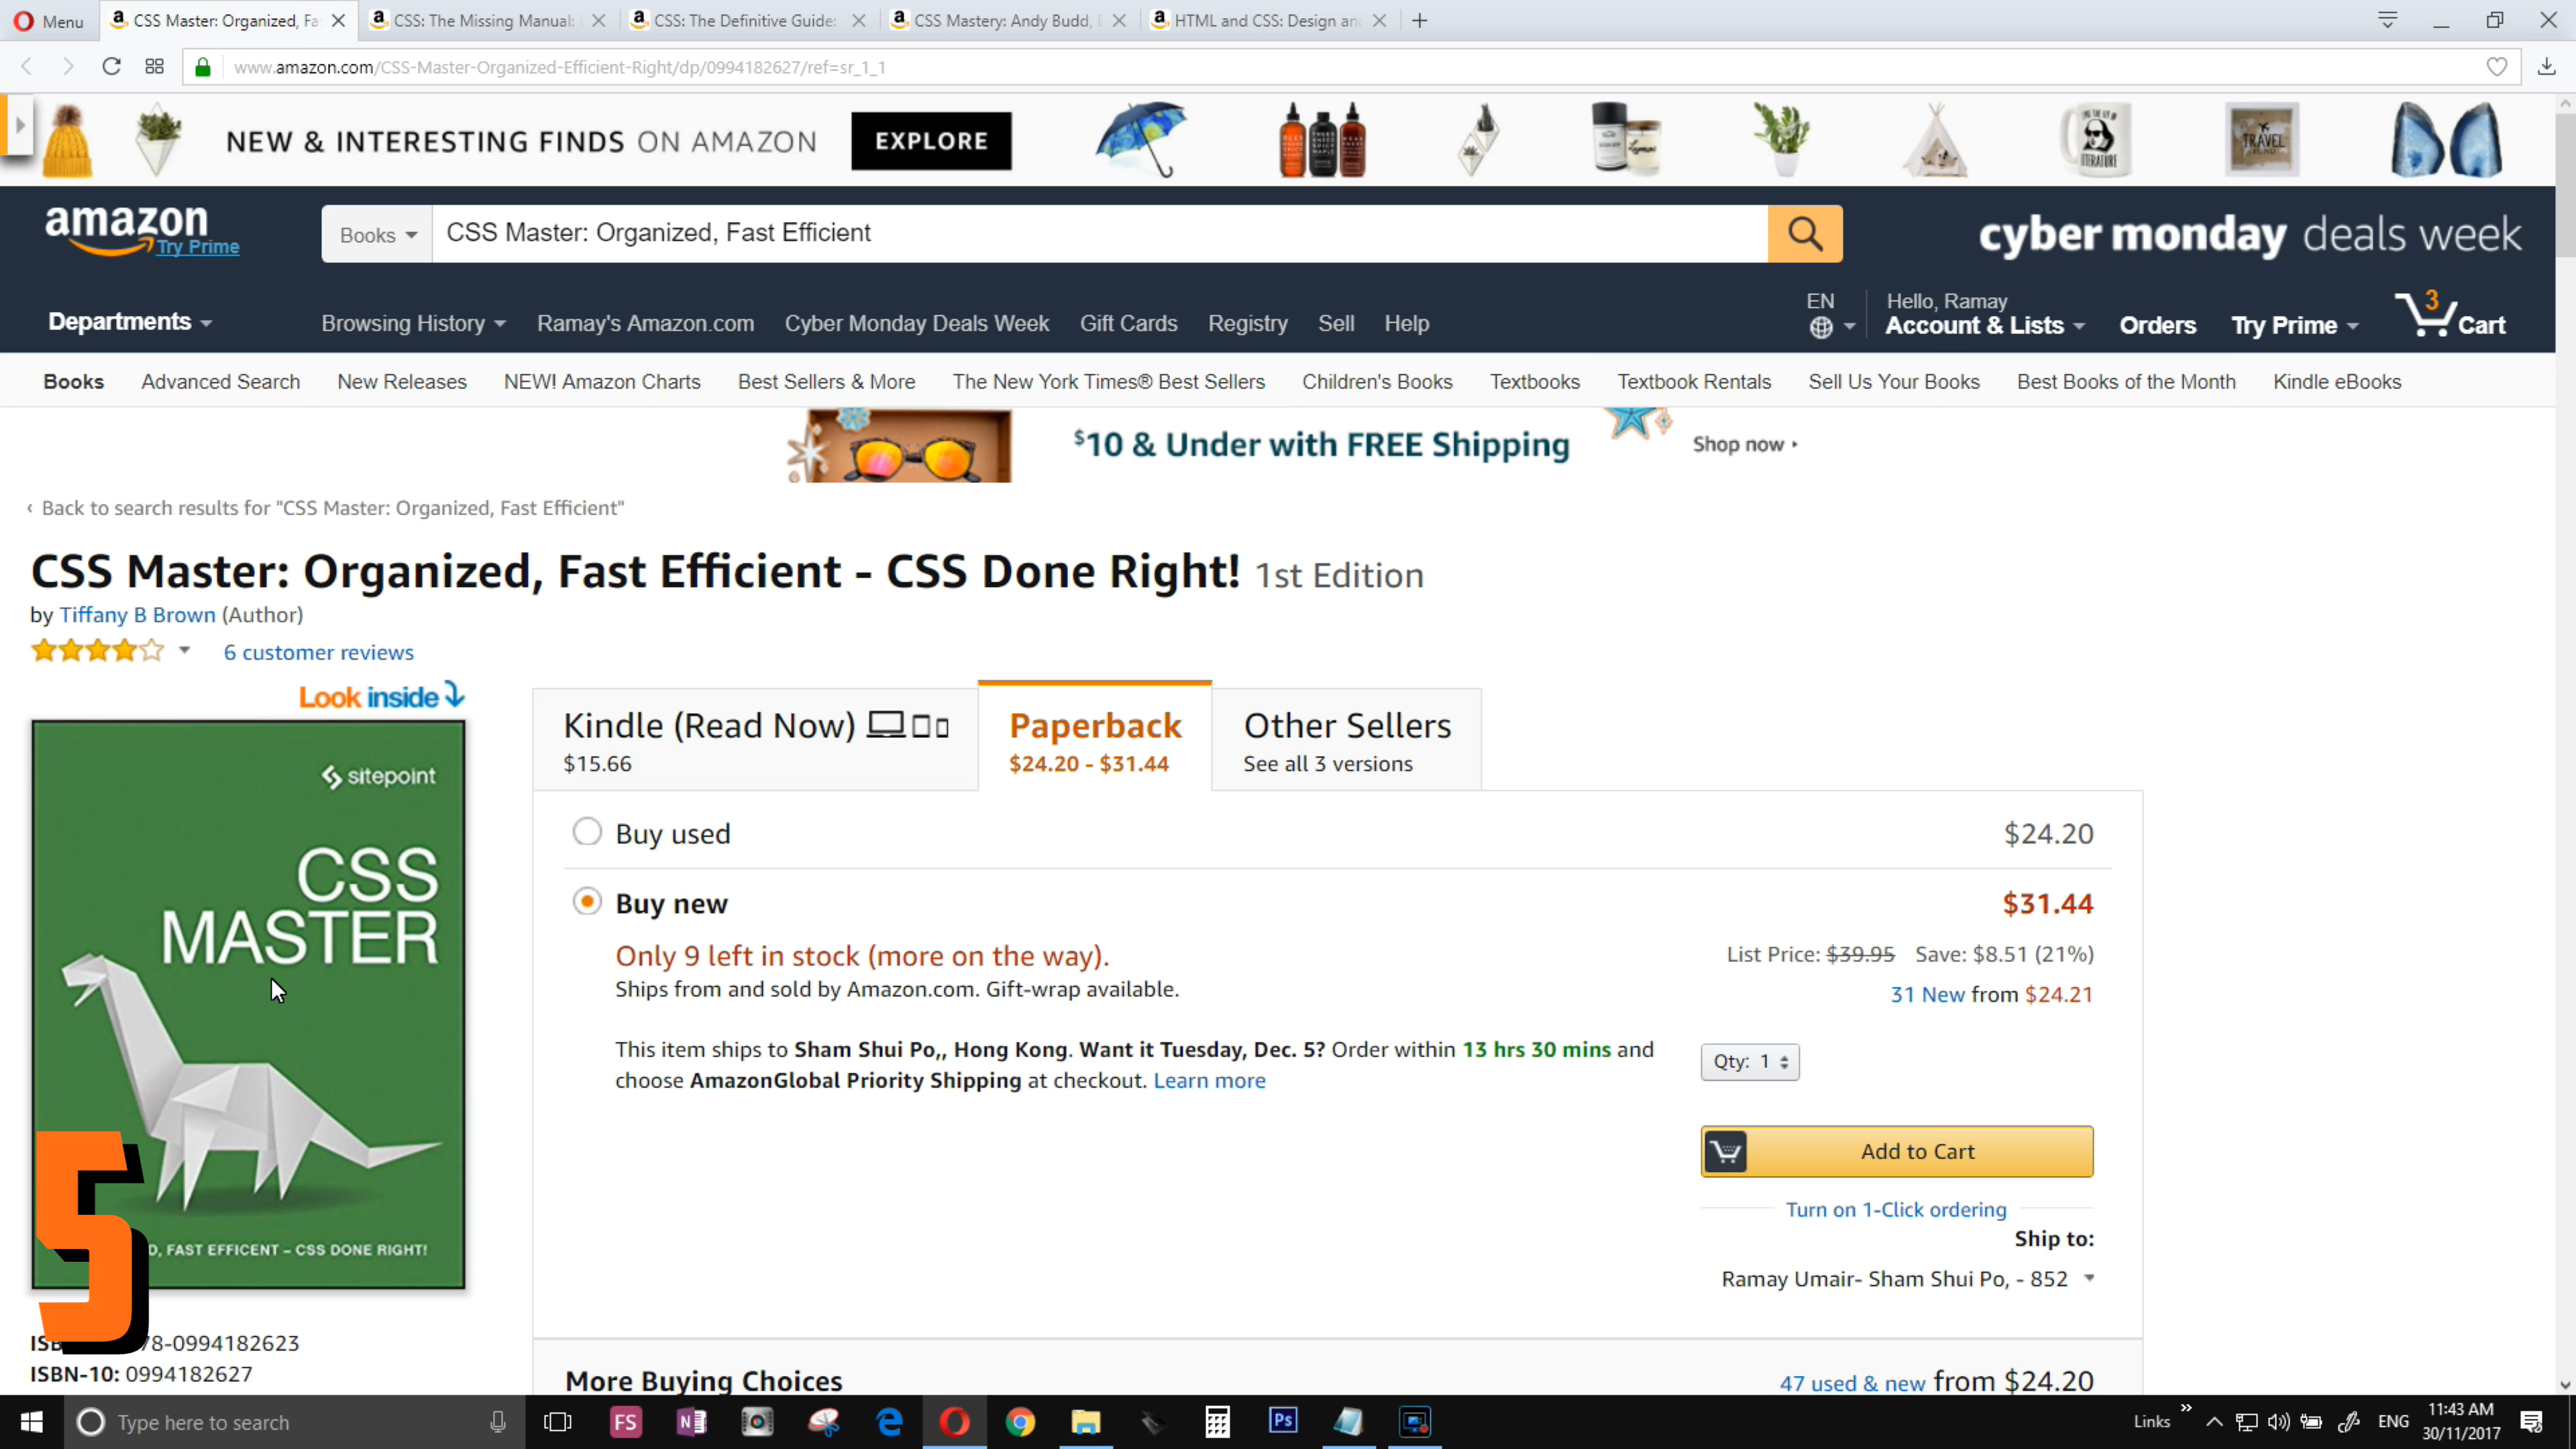 Menu
CSS Master: Organized, Fa
CSS: The Missing Manual:
CSS: The Definitive Guide:
CSS Mastery: Andy Budd,
HTML and CSS: Design an
www.amazon.com/CSS-Master-Organized-Efficient-Right/dp/0994182627/ref=sr_1_1
NEW & INTERESTING FINDS ON AMAZON
EXPLORE
LITERATURE
TRAVEL
amazon
Try Prime
Books
CSS Master: Organized, Fast Efficient
cyber monday deals week
Departments
Browsing History
Ramay's Amazon.com
Cyber Monday Deals Week
Gift Cards
Registry
Sell
Help
EN
Hello, Ramay
Account & Lists
Orders
Try Prime
3
Cart
Books
Advanced Search
New Releases
NEW! Amazon Charts
Best Sellers & More
The New York Times® Best Sellers
Children's Books
Textbooks
Textbook Rentals
Sell Us Your Books
Best Books of the Month
Kindle eBooks
$10 & Under with FREE Shipping
Shop now
‹ Back to search results for "CSS Master: Organized, Fast Efficient"
CSS Master: Organized, Fast Efficient - CSS Done Right! 1st Edition
by Tiffany B Brown (Author)
6 customer reviews
Look inside
sitepoint
CSS
MASTER
D, FAST EFFICENT – CSS DONE RIGHT!
5
ISB 78-0994182623
ISBN-10: 0994182627
Kindle (Read Now)
$15.66
Paperback
$24.20 - $31.44
Other Sellers
See all 3 versions
Buy used
$24.20
Buy new
$31.44
Only 9 left in stock (more on the way).
Ships from and sold by Amazon.com. Gift-wrap available.
List Price: $39.95 Save: $8.51 (21%)
31 New from $24.21
This item ships to Sham Shui Po,, Hong Kong. Want it Tuesday, Dec. 5? Order within 13 hrs 30 mins and
choose AmazonGlobal Priority Shipping at checkout. Learn more
Qty: 1
Add to Cart
Turn on 1-Click ordering
Ship to:
Ramay Umair- Sham Shui Po, - 852
More Buying Choices
47 used & new from $24.20
Type here to search
FS
N
Ps
Links
ENG
11:43 AM
30/11/2017